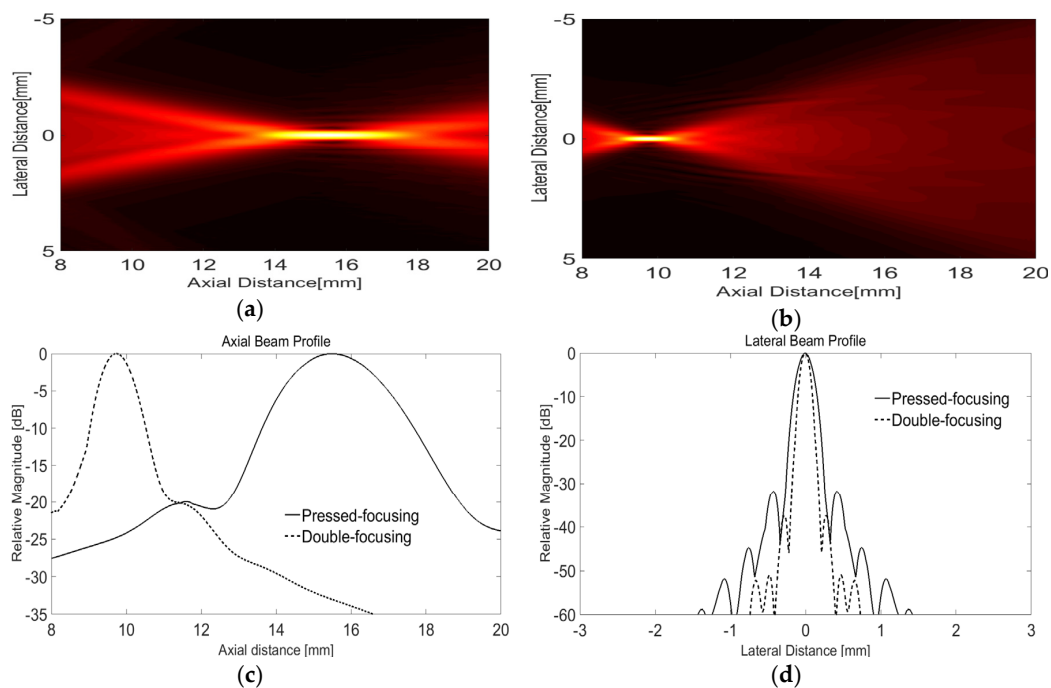 -5
0
5
Lateral Distance[mm]
8 10 12 14 16 18 20
Axial Distance[mm]
(a)
-5
0
5
Lateral Distance[mm]
8 10 12 14 16 18 20
Axial Distance[mm]
(b)
Axial Beam Profile
0
-5
-10
-15
-20
-25
-30
-35
Relative Magnitude [dB]
Pressed-focusing
Double-focusing
8 10 12 14 16 18 20
Axial distance [mm]
(c)
Lateral Beam Profile
0
-10
-20
-30
-40
-50
-60
Relative Magnitude [dB]
Pressed-focusing
Double-focusing
-3 -2 -1 0 1 2 3
Lateral Distance [mm]
(d)